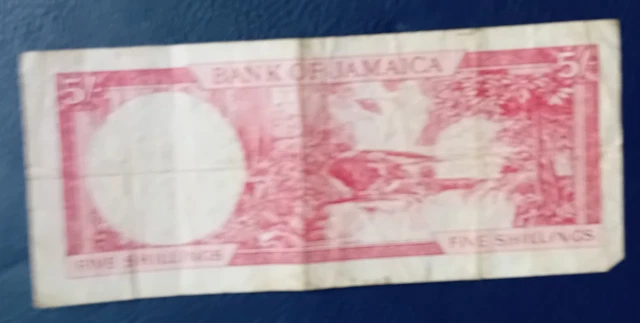 BANK OF JAMAICA
5/-
5/-
FIVE SHILLINGS
FIVE SHILLINGS